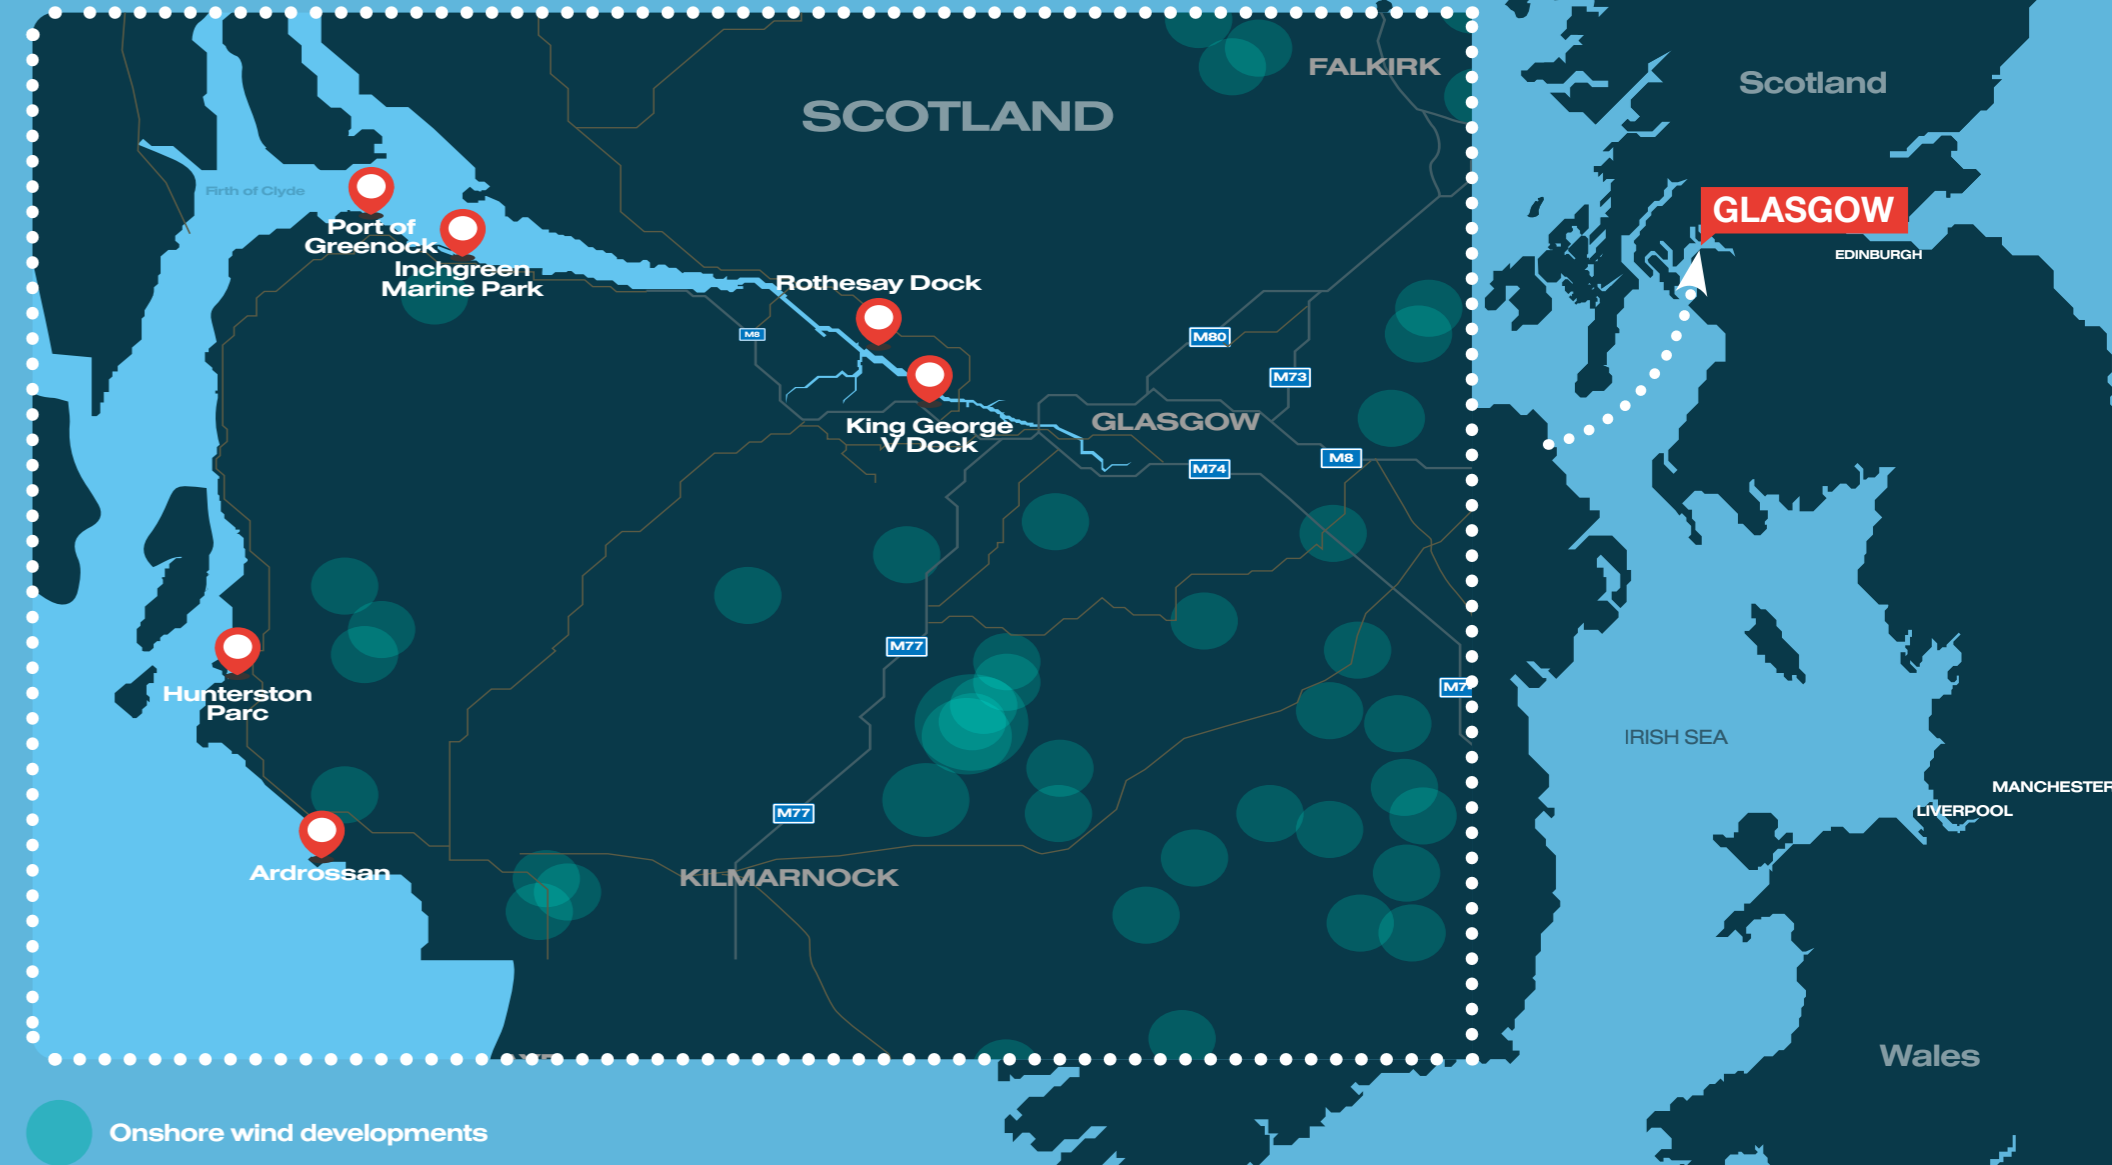 SCOTLAND
FALKIRK
Scotland
Firth of Clyde
Port of
Greenock
Inchgreen
Marine Park
Rothesay Dock
GLASGOW
EDINBURGH
M8
M80
M73
King George
V Dock
GLASGOW
M8
M74
M77
Hunterston
Parc
IRISH SEA
MANCHESTER
LIVERPOOL
M77
Ardrossan
KILMARNOCK
Wales
Onshore wind developments